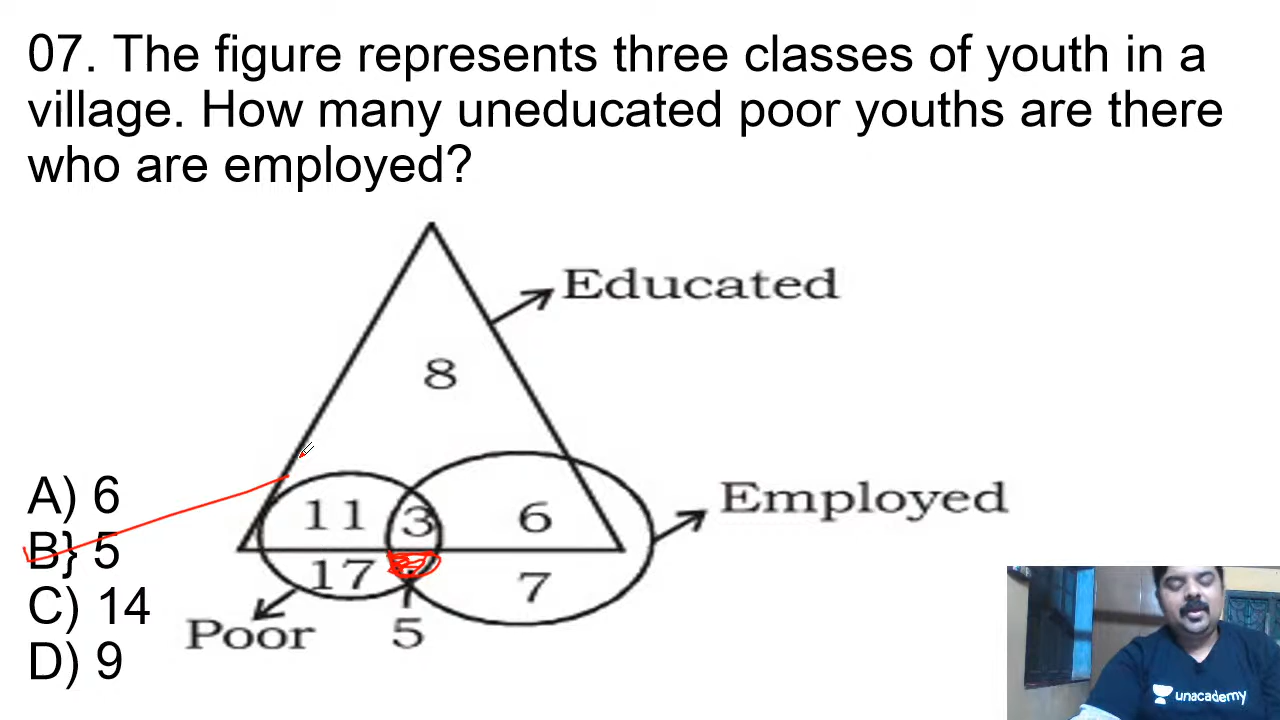 07. The figure represents three classes of youth in a
village. How many uneducated poor youths are there
who are employed?
Educated
8
A) 6
B} 5
C) 14
D) 9
11
3
6
Employed
17
7
Poor
5
unacademy